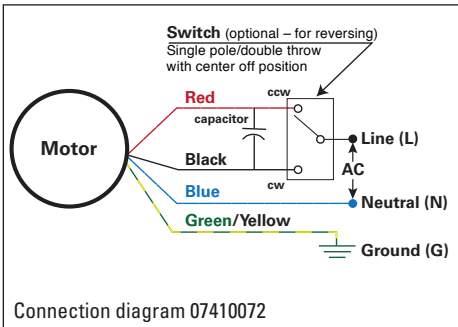 Switch (optional – for reversing)
Single pole/double throw
with center off position
Red
ccw
capacitor
Motor
Line (L)
Black
AC
cw
Blue
Neutral (N)
Green/Yellow
Ground (G)
Connection diagram 07410072